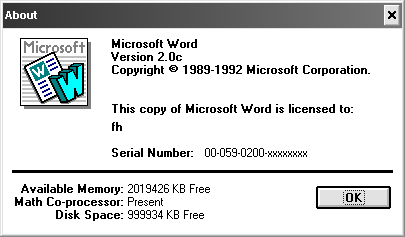 About
Microsoft
Microsoft Word
Version 2.0c
Copyright © 1989-1992 Microsoft Corporation.
This copy of Microsoft Word is licensed to:
fh
Serial Number: 00-059-0200-xxxxxxxx
Available Memory: 2019426 KB Free
Math Co-processor: Present
Disk Space: 999934 KB Free
OK